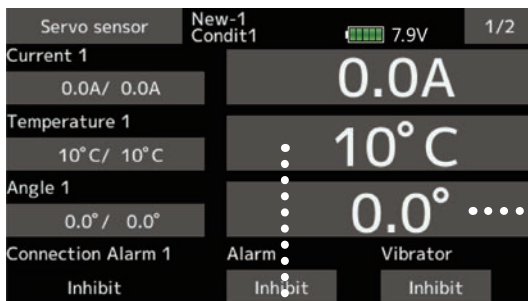 Servo sensor New-1 Condit1 7.9V 1/2
Current 1
0.0A/ 0.0A 0.0A
Temperature 1
10°C/ 10°C 10°C
Angle 1
0.0°/ 0.0° 0.0°
Connection Alarm 1 Alarm Vibrator
Inhibit Inhibit Inhibit